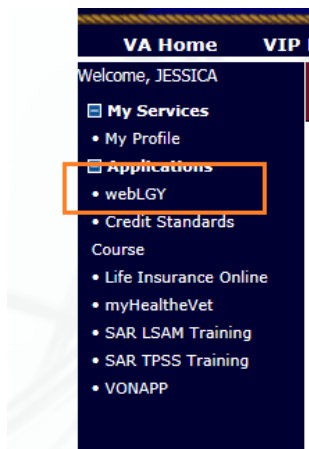 VA Home VIP
Welcome, JESSICA
My Services
• My Profile
Applications
• webLGY
• Credit Standards
Course
• Life Insurance Online
• myHealtheVet
• SAR LSAM Training
• SAR TPSS Training
• VONAPP